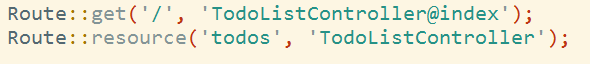 Route::get('/', 'TodoListController@index');
Route::resource('todos', 'TodoListController');